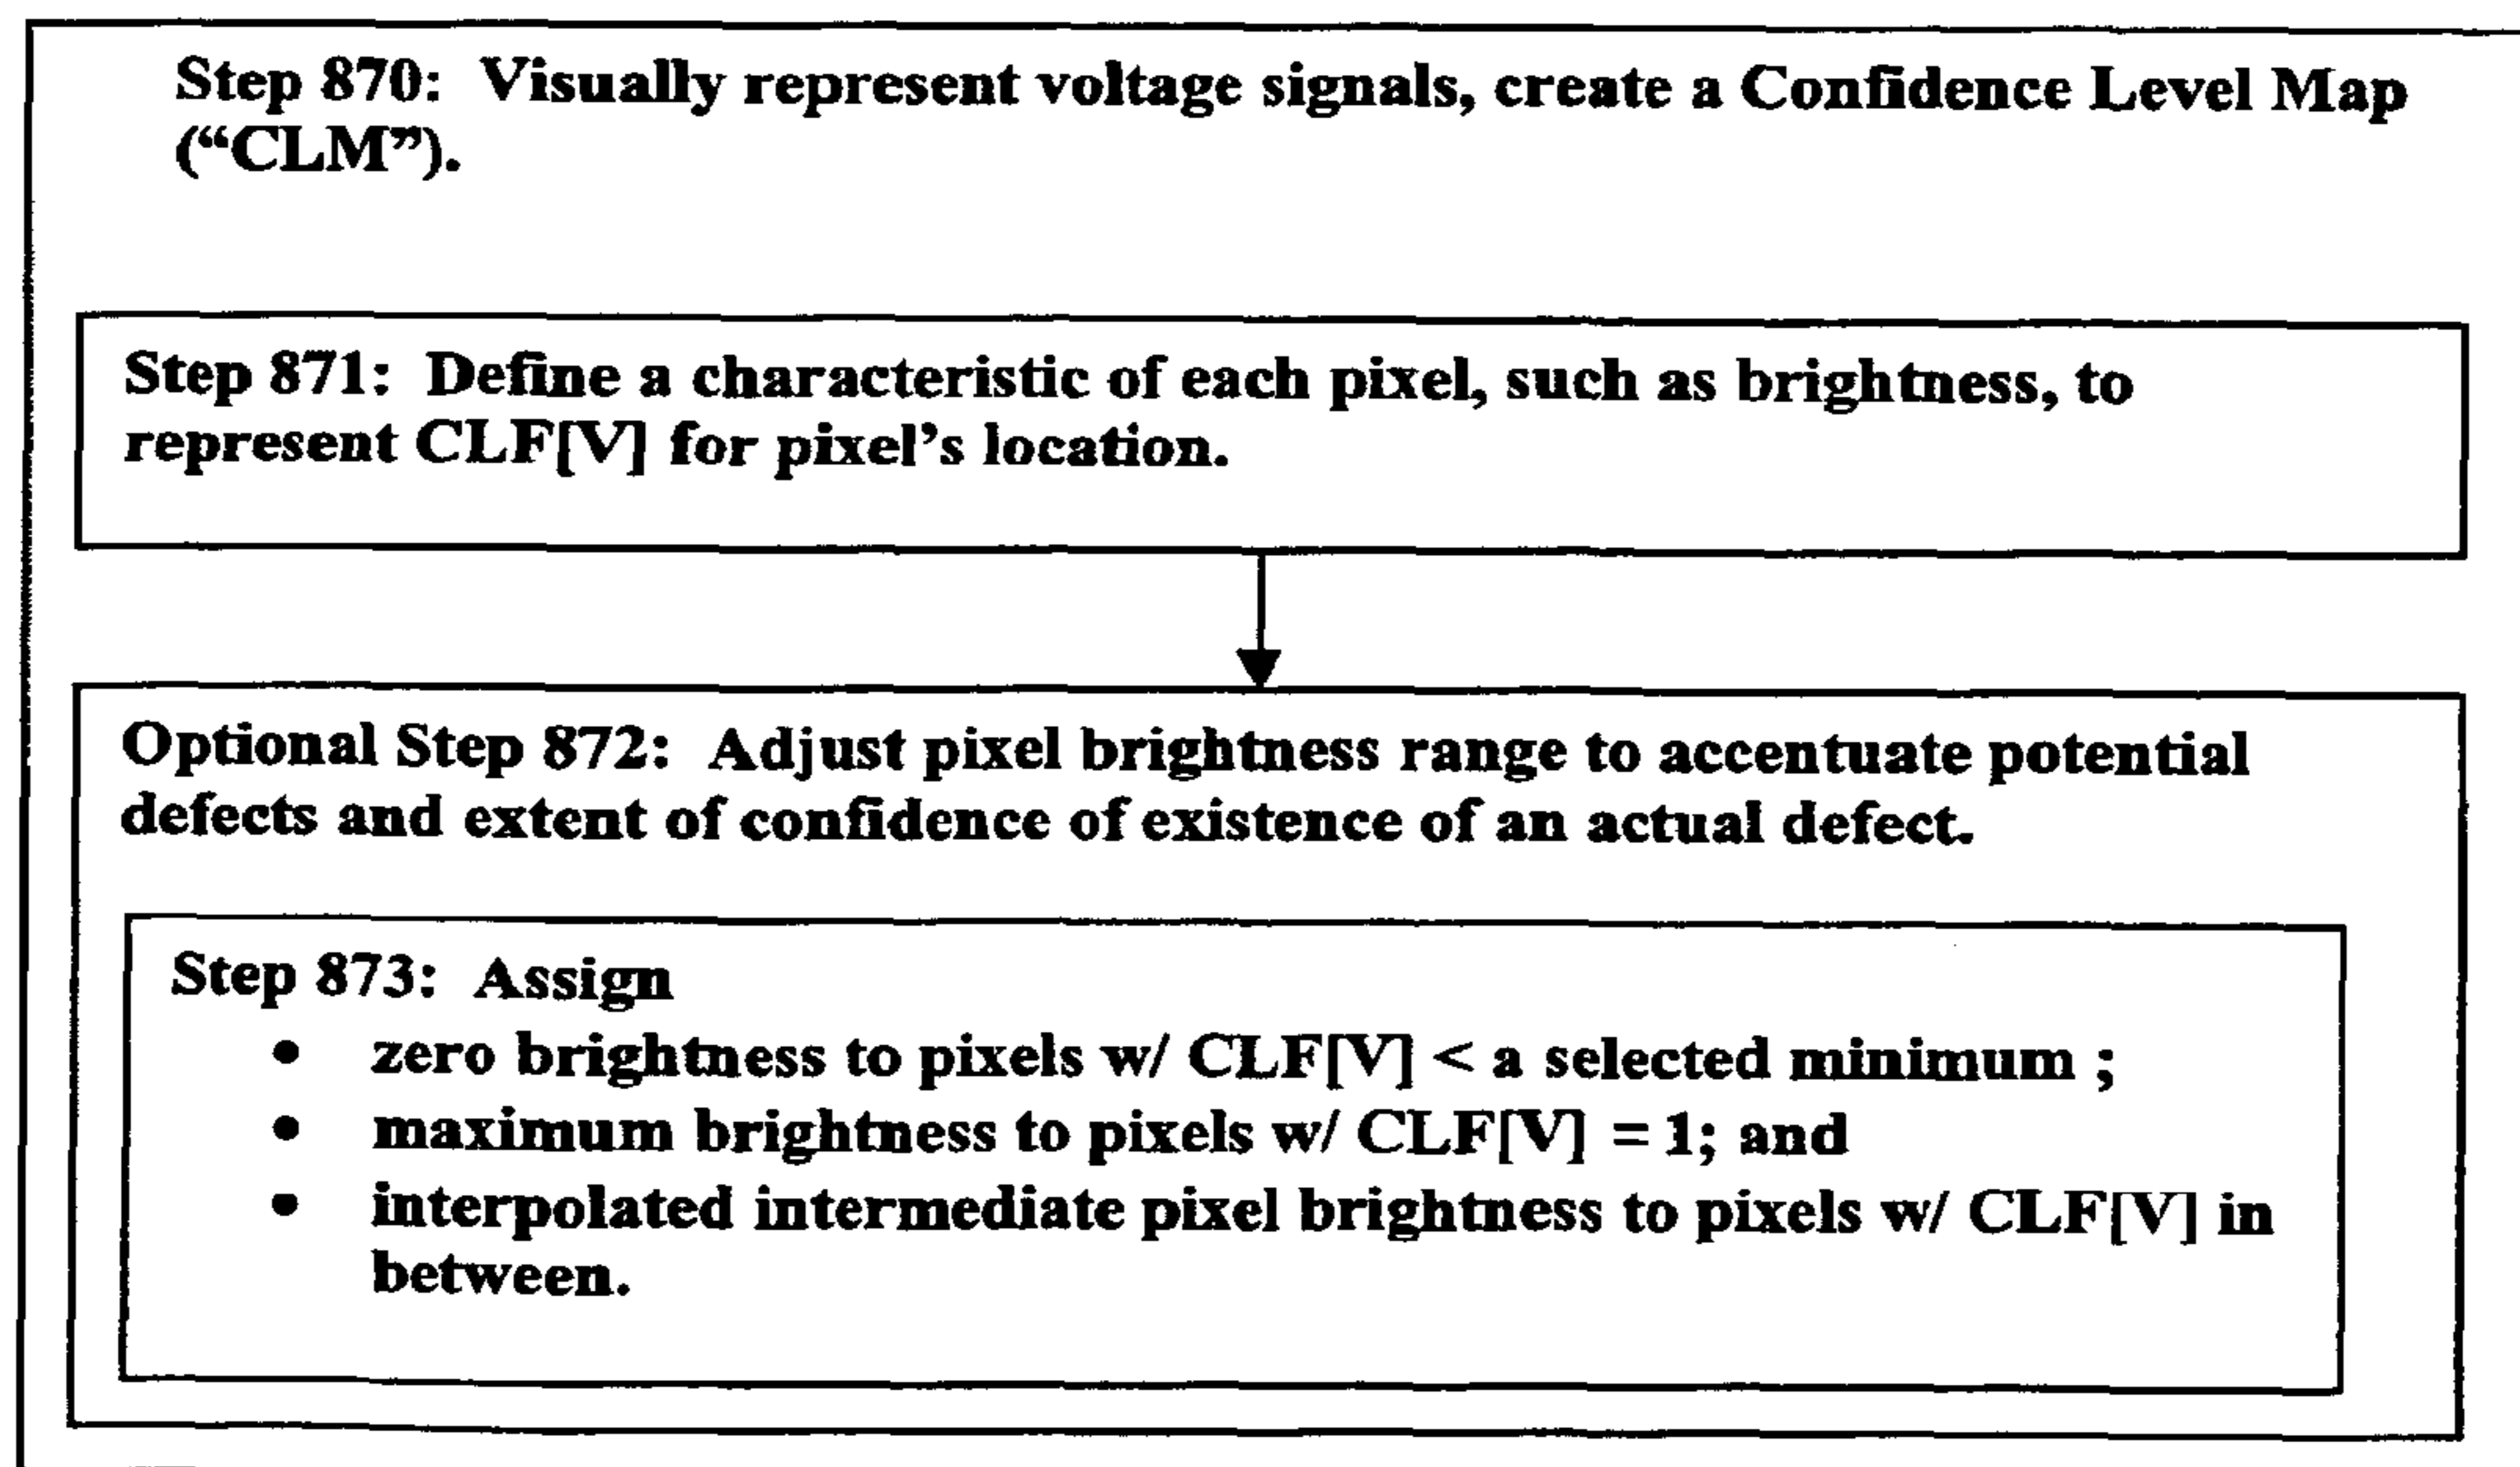 Step 870: Visually represent voltage signals, create a Confidence Level Map
(“CLM”).
Step 871: Define a characteristic of each pixel, such as brightness, to
represent CLF[V] for pixel’s location.
Optional Step 872: Adjust pixel brightness range to accentuate potential
defects and extent of confidence of existence of an actual defect.
Step 873: Assign
• zero brightness to pixels w/ CLF[V] < a selected minimum ;
• maximum brightness to pixels w/ CLF[V] = 1; and
• interpolated intermediate pixel brightness to pixels w/ CLF[V] in
between.